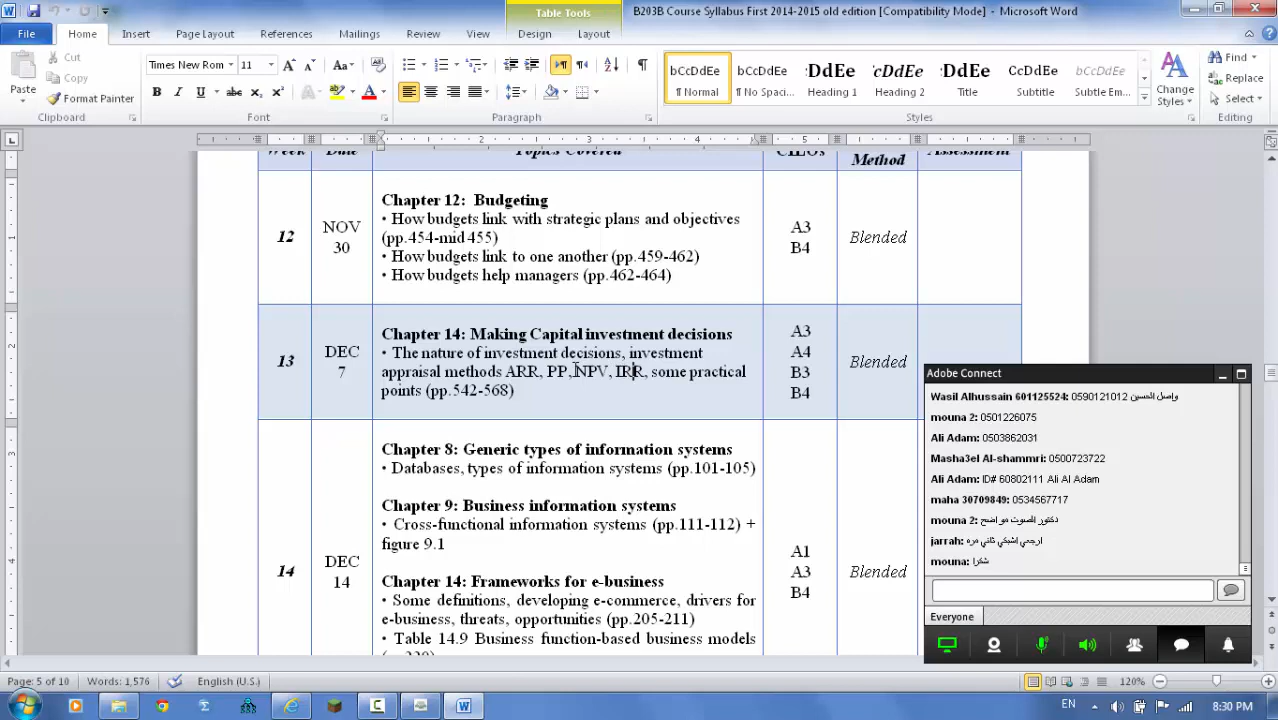 Table Tools
B203B Course Syllabus First 2014-2015 old edition [Compatibility Mode] - Microsoft Word
File Home Insert Page Layout References Mailings Review View Design Layout
Paste
Cut
Copy
Format Painter
Clipboard
Times New Rom 11
Font
Paragraph
bCcDdEe
¶ Normal
bCcDdEe
¶ No Spaci...
DdEe
Heading 1
cCDdEe
Heading 2
DdEe
Title
CcDdEe
Subtitle
bCcDdEe
Subtle Em...
Change
Styles
Styles
Find
Replace
Select
Editing
Week Date Topics Covered CILOs Method Assessment
12
NOV
30
Chapter 12: Budgeting
• How budgets link with strategic plans and objectives
(pp.454-mid 455)
• How budgets link to one another (pp.459-462)
• How budgets help managers (pp.462-464)
A3
B4
Blended
13
DEC
7
Chapter 14: Making Capital investment decisions
• The nature of investment decisions, investment
appraisal methods ARR, PP, NPV, IRR, some practical
points (pp.542-568)
A3
A4
B3
B4
Blended
14
DEC
14
Chapter 8: Generic types of information systems
• Databases, types of information systems (pp.101-105)
Chapter 9: Business information systems
• Cross-functional information systems (pp.111-112) +
figure 9.1
Chapter 14: Frameworks for e-business
• Some definitions, developing e-commerce, drivers for
e-business, threats, opportunities (pp.205-211)
• Table 14.9 Business function-based business models
A1
A3
B4
Blended
Adobe Connect
Wasil Alhussain 601125524: 0590121012 واصل الحسين
mouna 2: 0501226075
Ali Adam: 0503862031
Masha3el Al-shammri: 0500723722
Ali Adam: ID# 60802111 Ali Al Adam
maha 30709849: 0534567717
mouna 2: دكتور الصوت مو واضح
jarrah: ارجعي اشبكي ثاني مره
mouna: شكرا
Everyone
Page: 5 of 10 Words: 1,576 English (U.S.) 120%
EN 8:30 PM